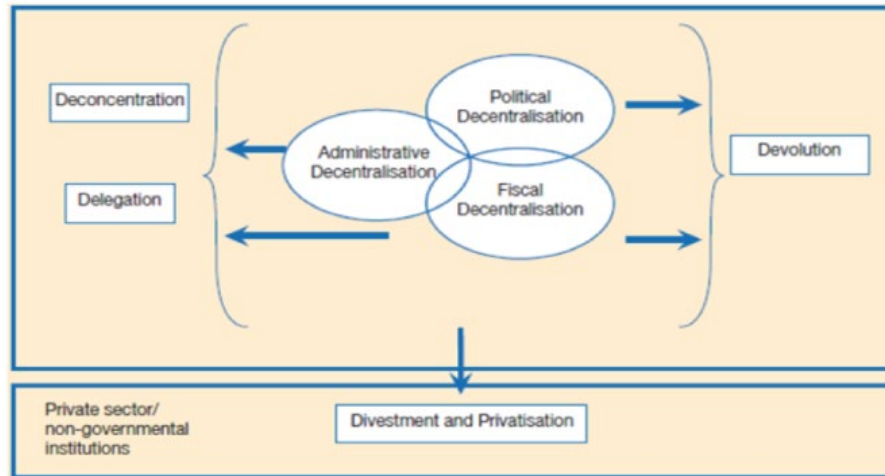 Deconcentration
Delegation
Administrative
Decentralisation
Political
Decentralisation
Fiscal
Decentralisation
Devolution
Private sector/
non-governmental
institutions
Divestment and Privatisation